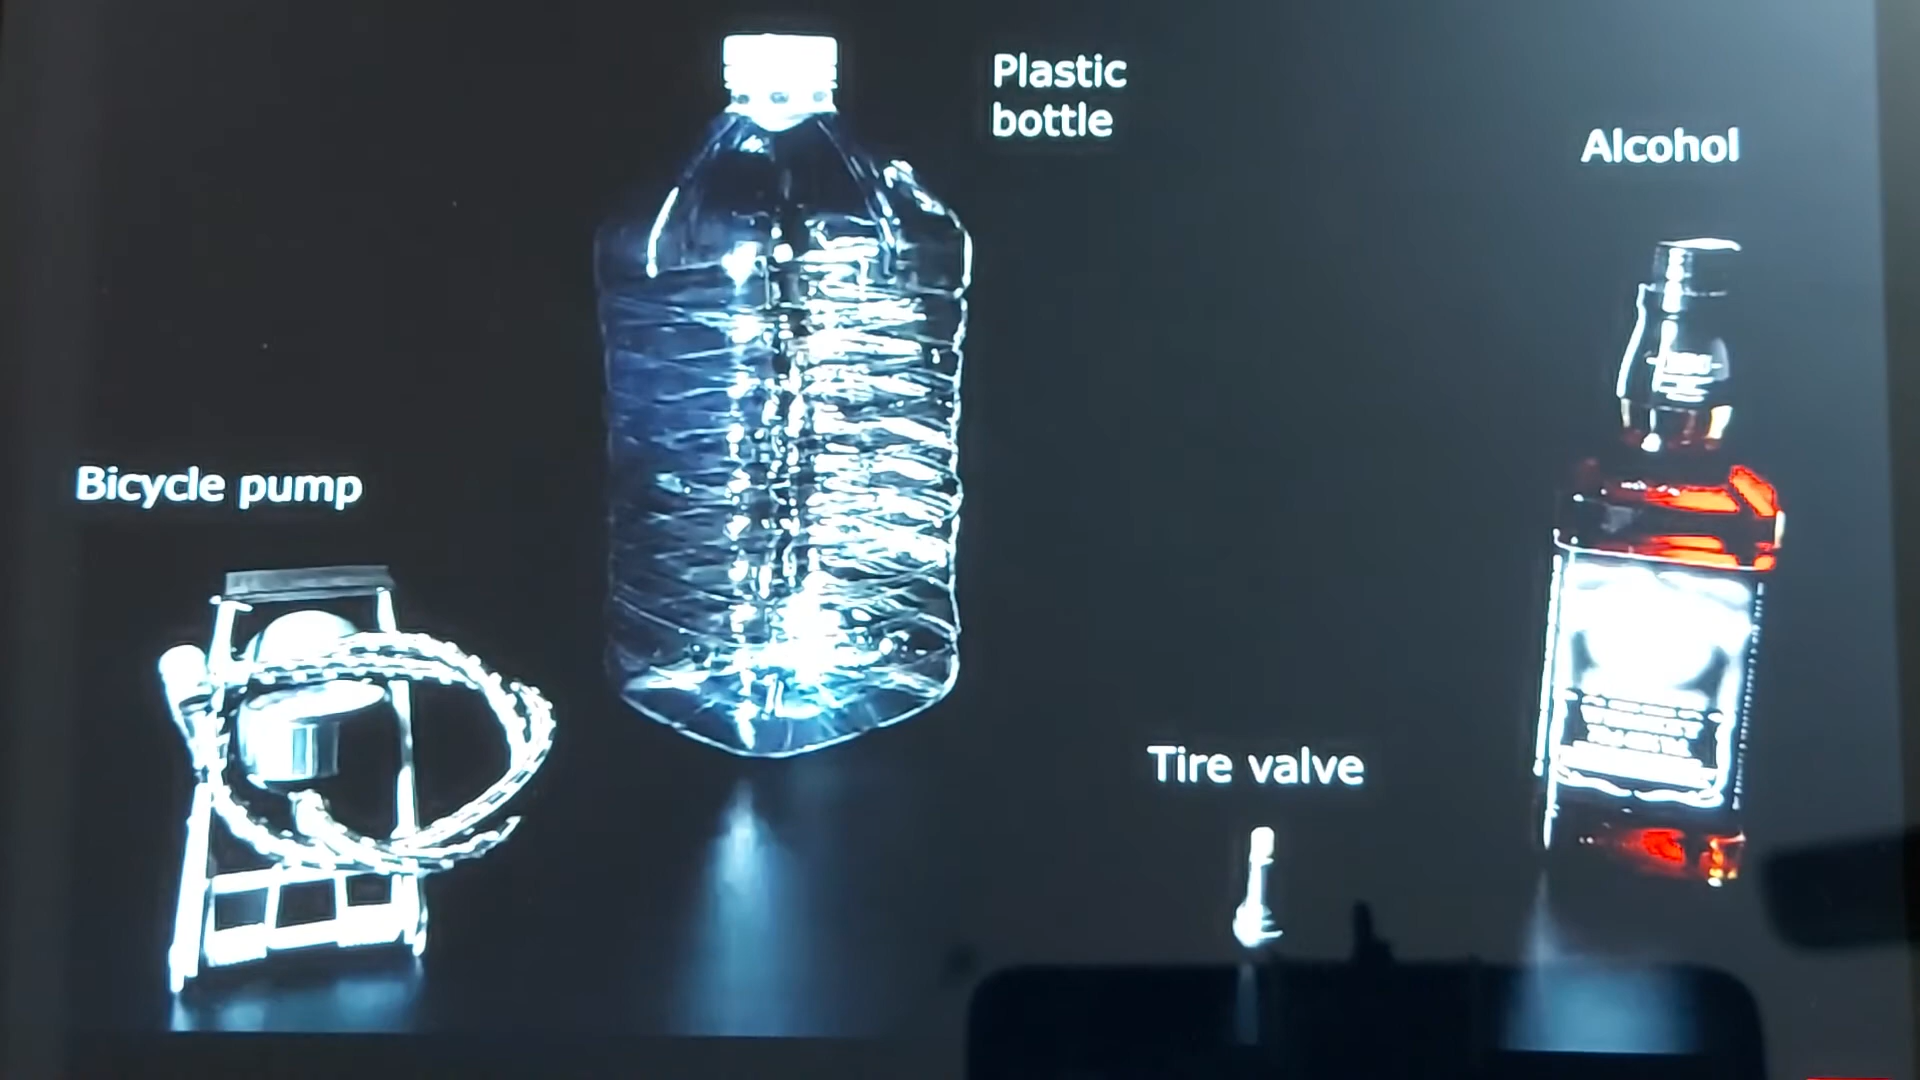 Plastic
bottle
Alcohol
Bicycle pump
Tire valve